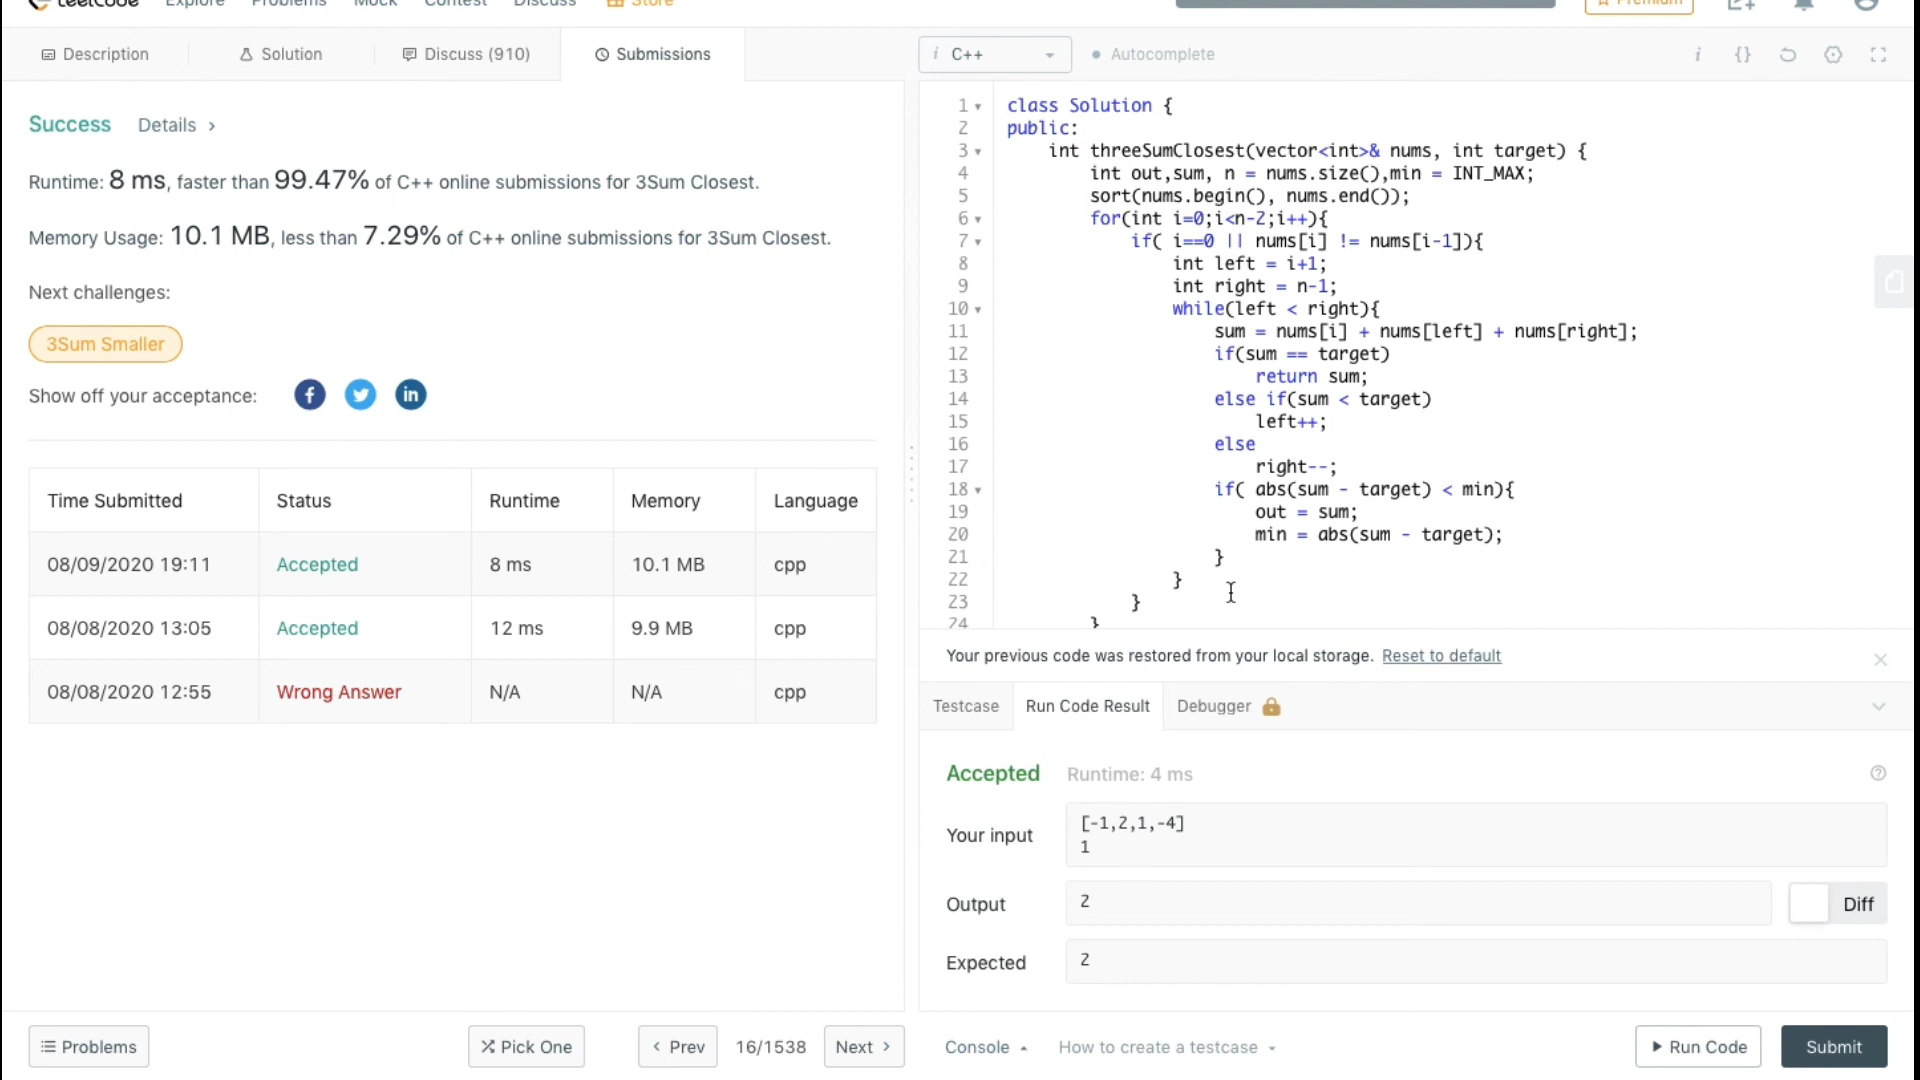 LeetCode
Explore
Problems
Mock
Contest
Discuss
Store
Premium
Description
Solution
Discuss (910)
Submissions
Success
Details
Runtime: 8 ms, faster than 99.47% of C++ online submissions for 3Sum Closest.
Memory Usage: 10.1 MB, less than 7.29% of C++ online submissions for 3Sum Closest.
Next challenges:
3Sum Smaller
Show off your acceptance:
Time Submitted Status Runtime Memory Language
08/09/2020 19:11 Accepted 8 ms 10.1 MB cpp
08/08/2020 13:05 Accepted 12 ms 9.9 MB cpp
08/08/2020 12:55 Wrong Answer N/A N/A cpp
Problems
Pick One
Prev
16/1538
Next
i C++
Autocomplete
1 class Solution {
2 public:
3 int threeSumClosest(vector<int>& nums, int target) {
4 int out,sum, n = nums.size(),min = INT_MAX;
5 sort(nums.begin(), nums.end());
6 for(int i=0;i<n-2;i++){
7 if( i==0 || nums[i] != nums[i-1]){
8 int left = i+1;
9 int right = n-1;
10 while(left < right){
11 sum = nums[i] + nums[left] + nums[right];
12 if(sum == target)
13 return sum;
14 else if(sum < target)
15 left++;
16 else
17 right--;
18 if( abs(sum - target) < min){
19 out = sum;
20 min = abs(sum - target);
21 }
22 }
23 }
24 }
Your previous code was restored from your local storage. Reset to default
Testcase
Run Code Result
Debugger
Accepted Runtime: 4 ms
Your input
[-1,2,1,-4]
1
Output
2
Diff
Expected
2
Console
How to create a testcase
Run Code
Submit